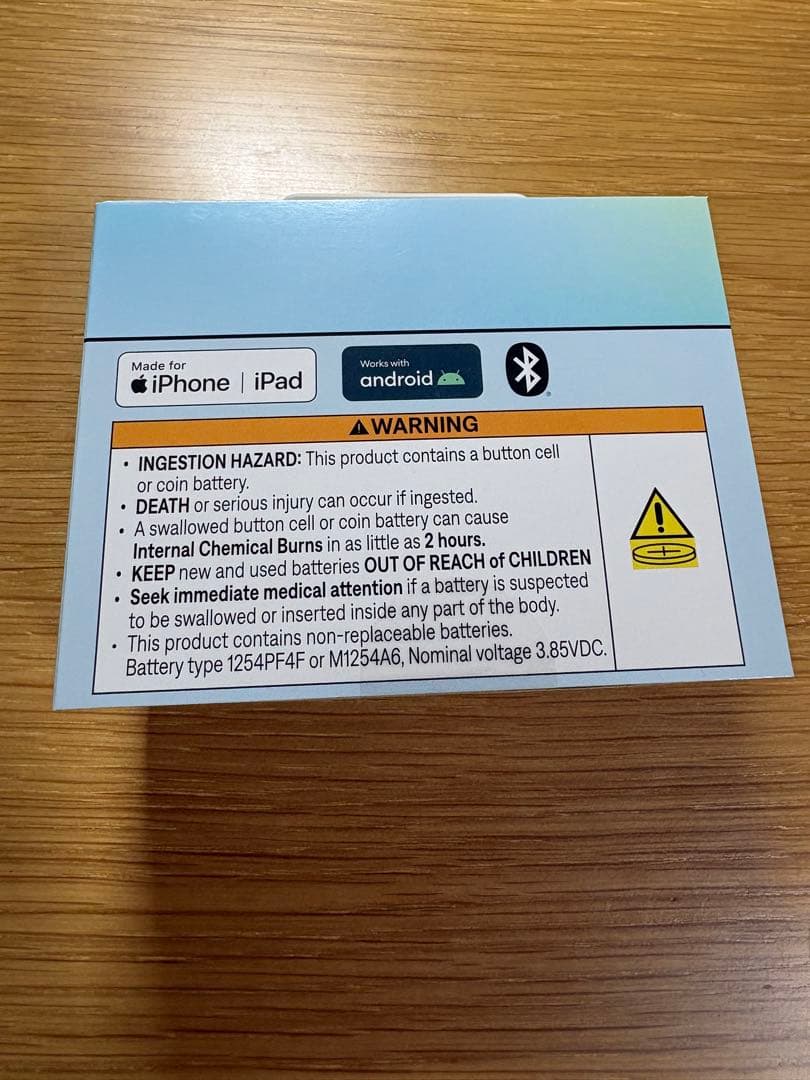 Made for
iPhone | iPad
Works with
android
®
WARNING
• INGESTION HAZARD: This product contains a button cell
or coin battery.
• DEATH or serious injury can occur if ingested.
• A swallowed button cell or coin battery can cause
Internal Chemical Burns in as little as 2 hours.
• KEEP new and used batteries OUT OF REACH of CHILDREN
• Seek immediate medical attention if a battery is suspected
to be swallowed or inserted inside any part of the body.
• This product contains non-replaceable batteries.
Battery type 1254PF4F or M1254A6, Nominal voltage 3.85VDC.